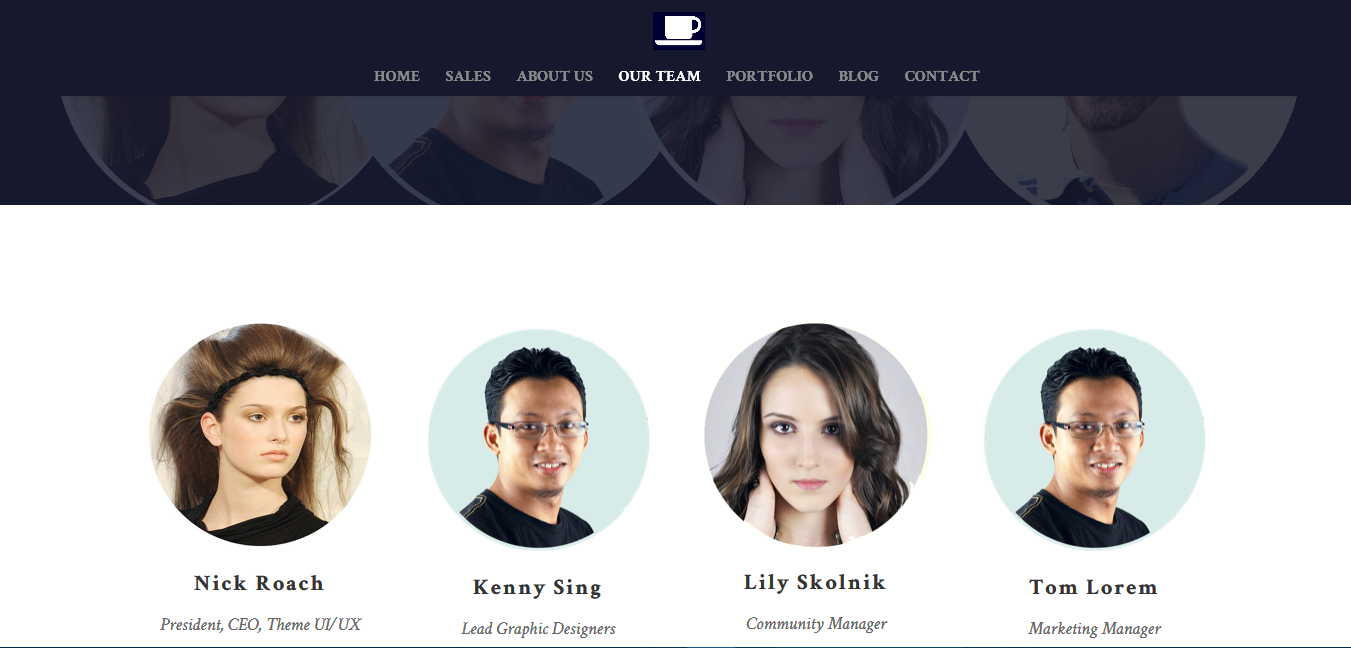 HOME SALES ABOUT US OUR TEAM PORTFOLIO BLOG CONTACT
Nick Roach Kenny Sing Lily Skolnik Tom Lorem
President, CEO, Theme UI/UX Lead Graphic Designers Community Manager Marketing Manager